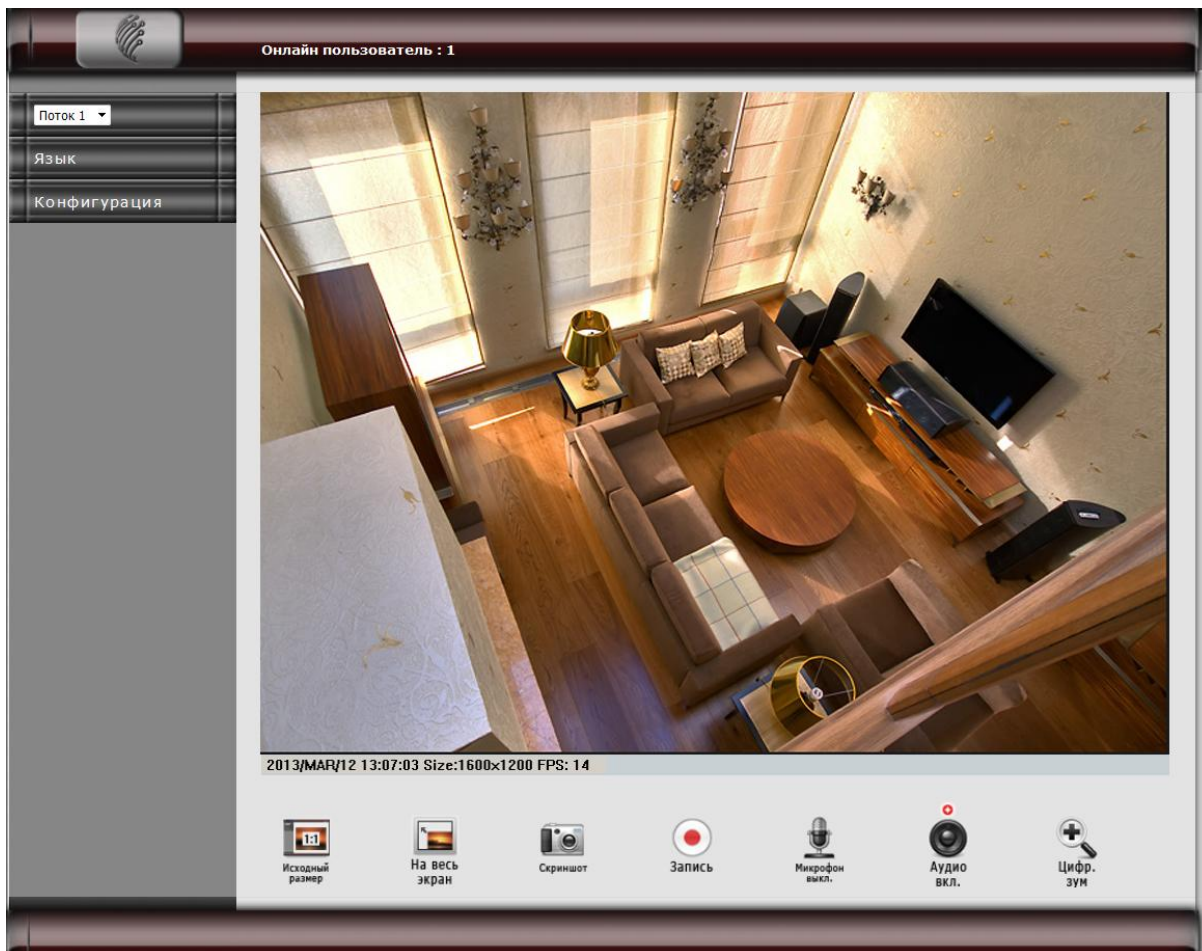 Онлайн пользователь : 1
Поток 1
Язык
Конфигурация
2013/MAR/12 13:07:03 Size:1600x1200 FPS: 14
1:1
Исходный
размер
На весь
экран
Скриншот
Запись
Микрофон
выкл.
Аудио
вкл.
Цифр.
зум